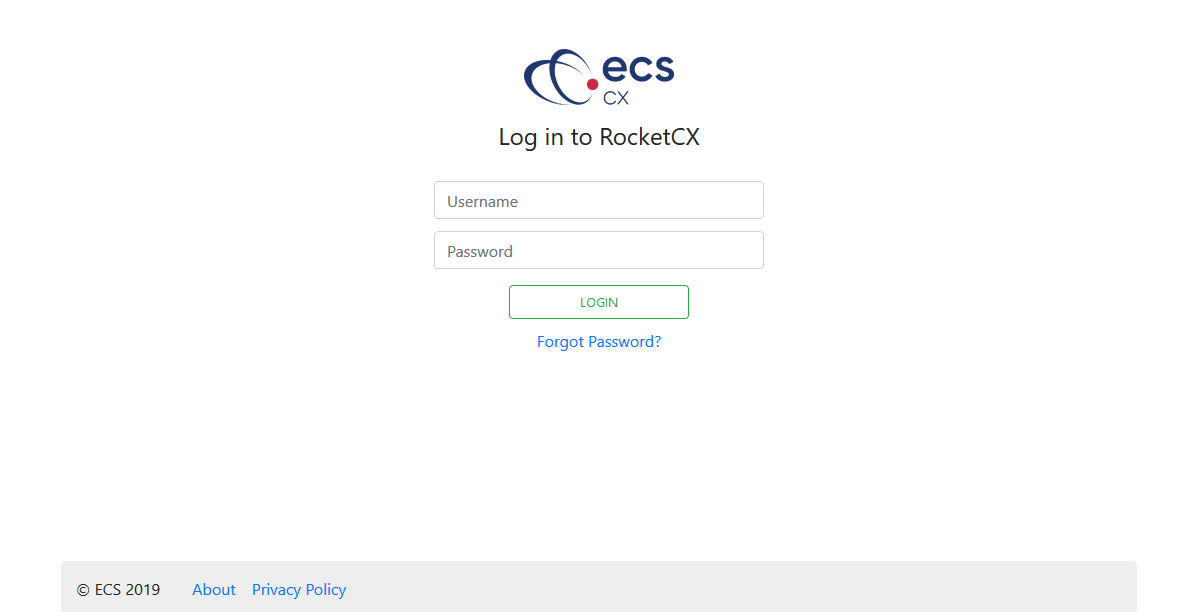 ecs
CX
Log in to RocketCX
Username
Password
LOGIN
Forgot Password?
© ECS 2019 About Privacy Policy